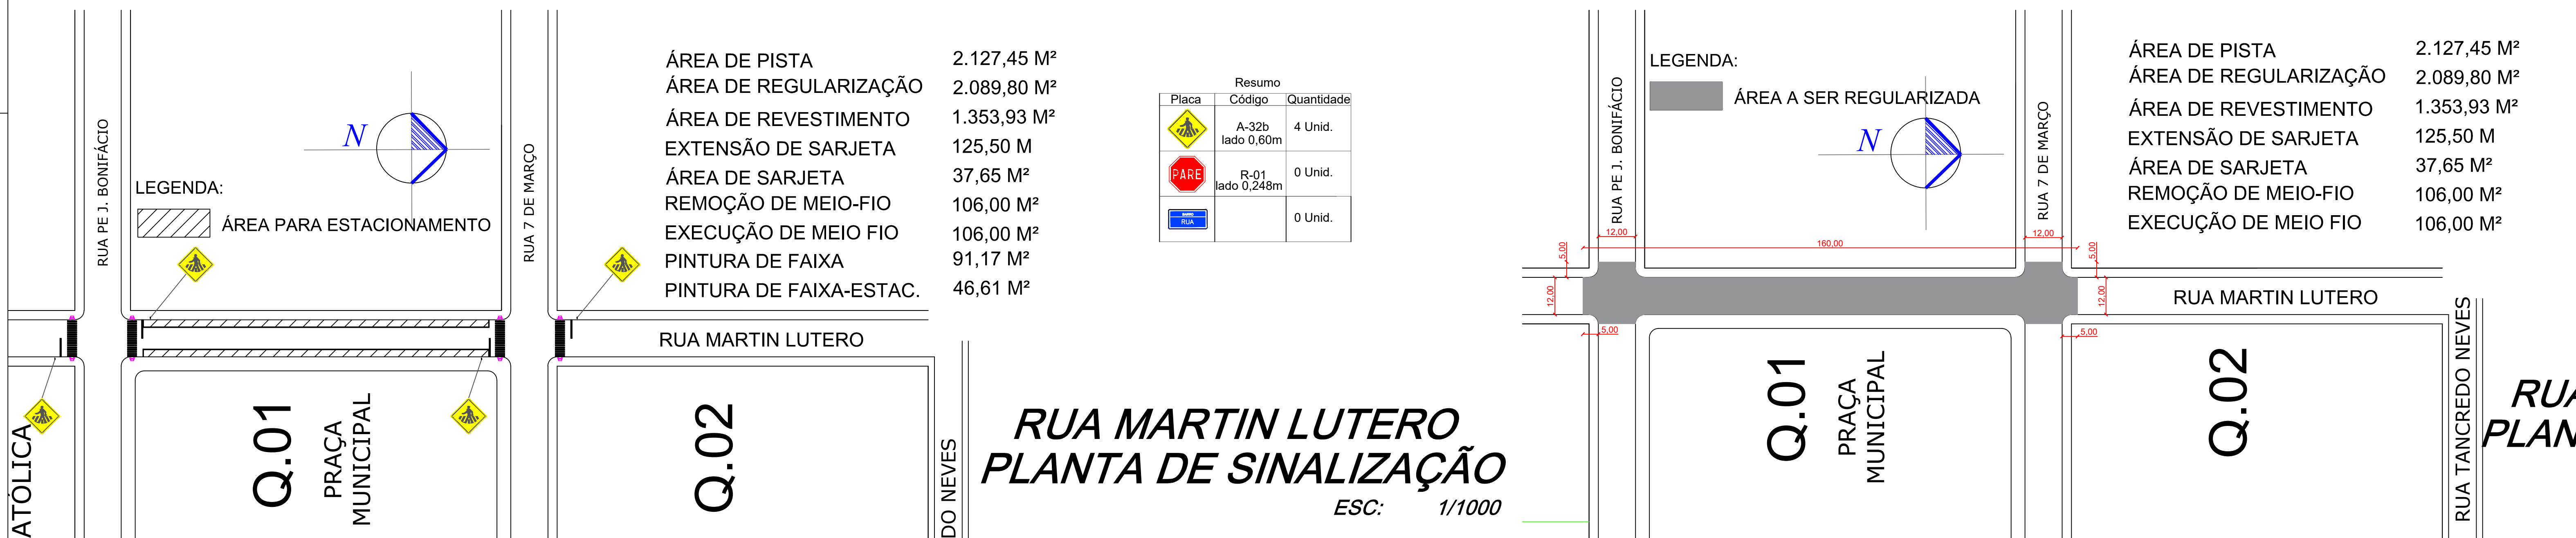 ÁREA DE PISTA 2.127,45 M²
ÁREA DE REGULARIZAÇÃO 2.089,80 M²
ÁREA DE REVESTIMENTO 1.353,93 M²
EXTENSÃO DE SARJETA 125,50 M
ÁREA DE SARJETA 37,65 M²
REMOÇÃO DE MEIO-FIO 106,00 M²
EXECUÇÃO DE MEIO FIO 106,00 M²
PINTURA DE FAIXA 91,17 M²
PINTURA DE FAIXA-ESTAC. 46,61 M²
RUA PE J. BONIFÁCIO
RUA 7 DE MARÇO
N
LEGENDA:
ÁREA PARA ESTACIONAMENTO
Resumo
Placa Código Quantidade
A-32b 4 Unid.
lado 0,60m
PARE R-01 0 Unid.
lado 0,248m
RUA 0 Unid.
RUA MARTIN LUTERO
ATÓLICA
Q.01
PRAÇA
MUNICIPAL
Q.02
DO NEVES
RUA MARTIN LUTERO
PLANTA DE SINALIZAÇÃO
ESC: 1/1000
LEGENDA:
ÁREA A SER REGULARIZADA
RUA PE J. BONIFÁCIO
RUA 7 DE MARÇO
N
ÁREA DE PISTA 2.127,45 M²
ÁREA DE REGULARIZAÇÃO 2.089,80 M²
ÁREA DE REVESTIMENTO 1.353,93 M²
EXTENSÃO DE SARJETA 125,50 M
ÁREA DE SARJETA 37,65 M²
REMOÇÃO DE MEIO-FIO 106,00 M²
EXECUÇÃO DE MEIO FIO 106,00 M²
12,00
160,00
12,00
5,00
5,00
12,00
12,00
5,00
5,00
RUA MARTIN LUTERO
Q.01
PRAÇA
MUNICIPAL
Q.02
RUA TANCREDO NEVES
RUA
PLAN